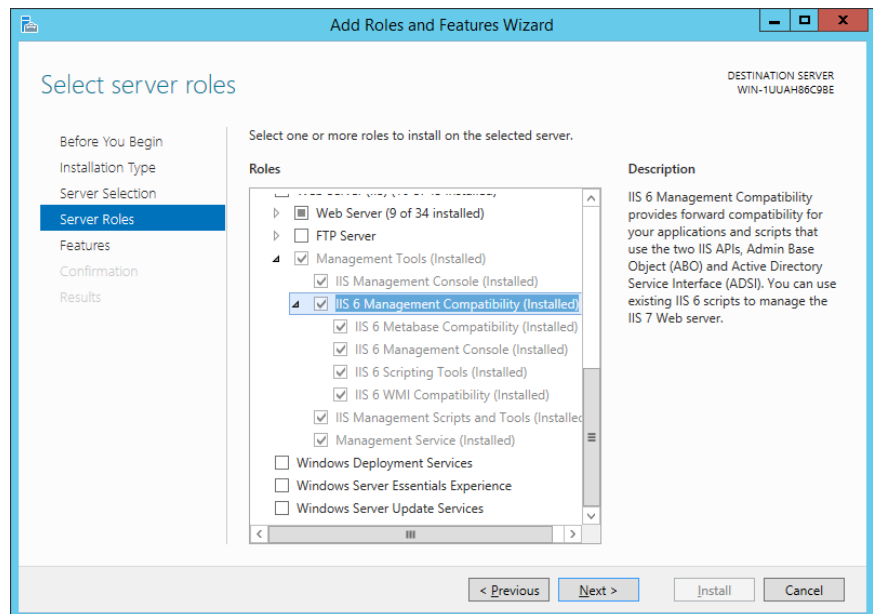 Add Roles and Features Wizard
Select server roles
DESTINATION SERVER
WIN-1UUAH86C9BE
Before You Begin
Installation Type
Server Selection
Server Roles
Features
Confirmation
Results
Select one or more roles to install on the selected server.
Roles
Web Server (9 of 34 installed)
FTP Server
Management Tools (Installed)
IIS Management Console (Installed)
IIS 6 Management Compatibility (Installed)
IIS 6 Metabase Compatibility (Installed)
IIS 6 Management Console (Installed)
IIS 6 Scripting Tools (Installed)
IIS 6 WMI Compatibility (Installed)
IIS Management Scripts and Tools (Installed
Management Service (Installed)
Windows Deployment Services
Windows Server Essentials Experience
Windows Server Update Services
Description
IIS 6 Management Compatibility
provides forward compatibility for
your applications and scripts that
use the two IIS APIs, Admin Base
Object (ABO) and Active Directory
Service Interface (ADSI). You can use
existing IIS 6 scripts to manage the
IIS 7 Web server.
< Previous
Next >
Install
Cancel